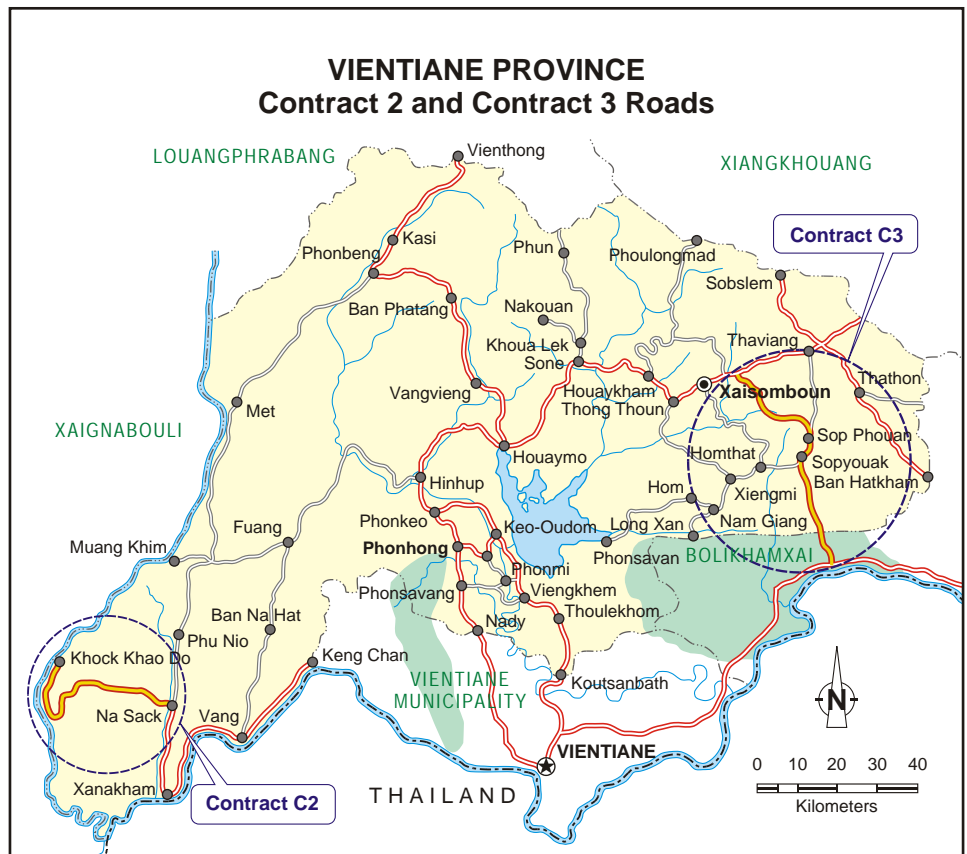 VIENTIANE PROVINCE
Contract 2 and Contract 3 Roads
LOUANGPHRABANG
Vienthong
XIANGKHOUANG
Contract C3
Kasi
Phun
Phoulongmad
Phonbeng
Sobslem
Ban Phatang
Nakouan
Khoua Lek
Thaviang
Sone
Vangvieng
Houaykham
Thathon
Xaisomboun
Thong Thoun
Met
XAIGNABOULI
Sop Phouan
Houaymo
Homthat
Sopyouak
Hinhup
Ban Hatkham
Xiengmi
Hom
Phonkeo
Nam Giang
Fuang
Keo-Oudom
Long Xan
Muang Khim
Phonhong
Phonsavan
BOLIKHAMXAI
Phonmi
Phonsavang
Viengkhem
Ban Na Hat
Thoulekhom
Phu Nio
Nady
Khock Khao Do
Keng Chan
VIENTIANE
MUNICIPALITY
Koutsanbath
Na Sack
Vang
N
VIENTIANE
Xanakham
THAILAND
Contract C2
0 10 20 30 40
Kilometers